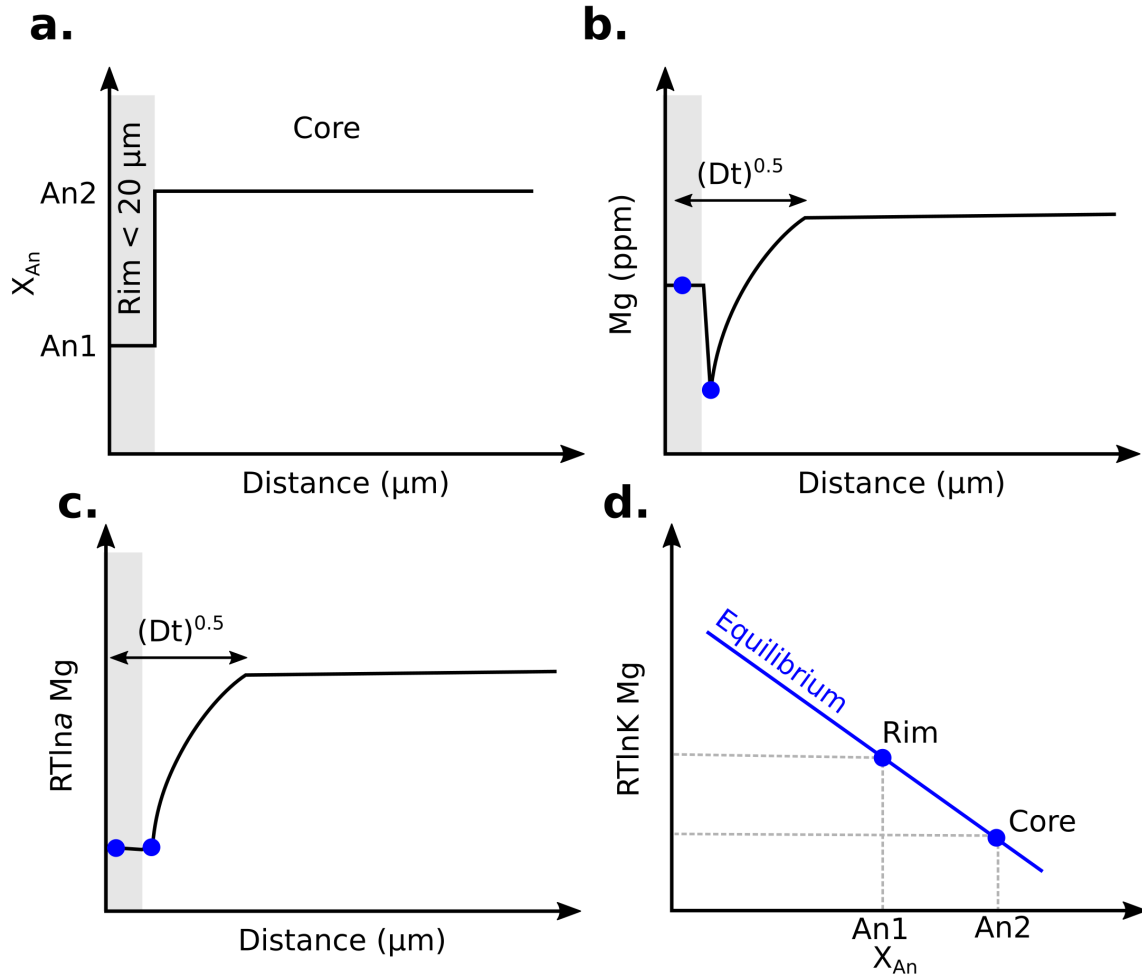 a.
Core
Rim < 20 μm
An2
An1
X_An
Distance (μm)
b.
(Dt)^0.5
Mg (ppm)
Distance (μm)
c.
(Dt)^0.5
RTlna Mg
Distance (μm)
d.
Equilibrium
Rim
Core
RTlnK Mg
An1
An2
X_An